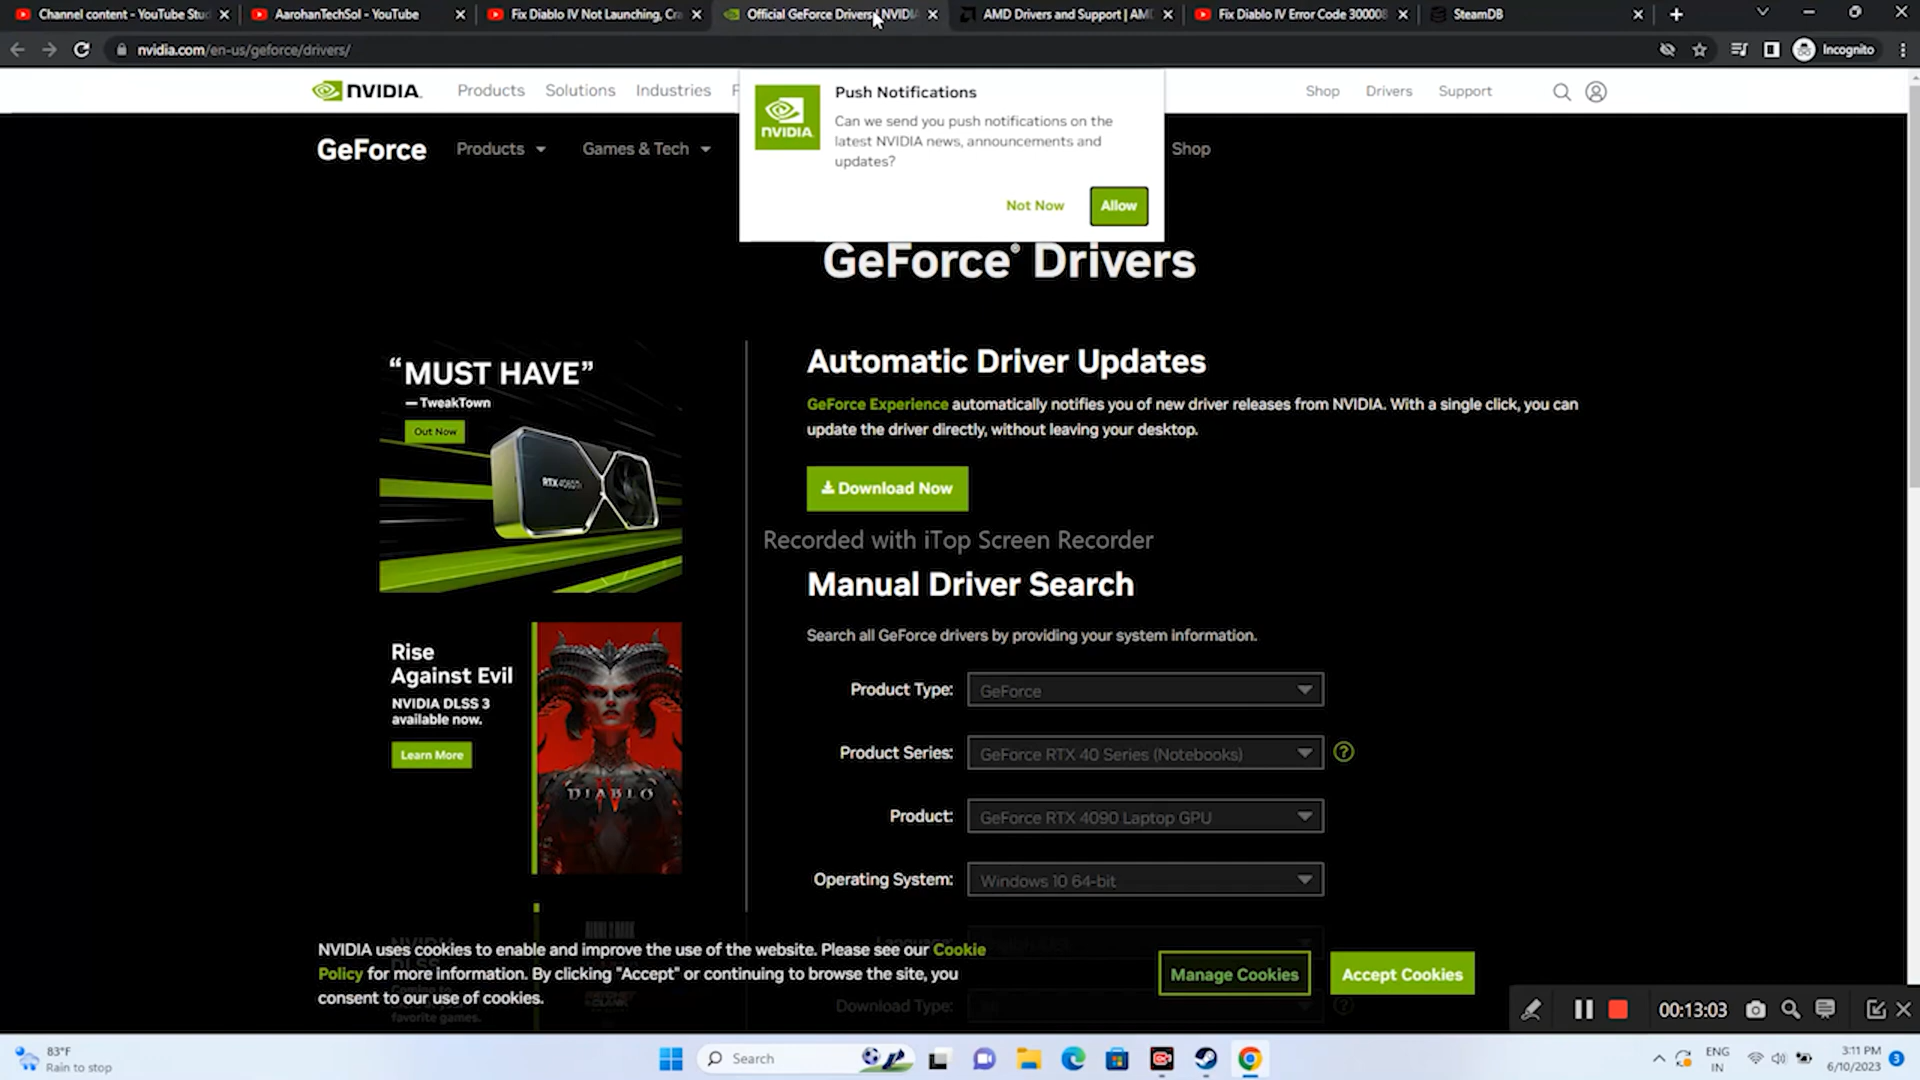 Channel content - YouTube Stu
AarohanTechSol - YouTube
Fix Diablo IV Not Launching, Cra
Official GeForce Drivers | NVIDIA
AMD Drivers and Support | AM
Fix Diablo IV Error Code 300008
SteamDB
nvidia.com/en-us/geforce/drivers/
Incognito
NVIDIA.
Products
Solutions
Industries
Shop
Drivers
Support
NVIDIA.
Push Notifications
Can we send you push notifications on the
latest NVIDIA news, announcements and
updates?
Not Now
Allow
GeForce
Products
Games & Tech
Shop
GeForce® Drivers
"MUST HAVE"
— TweakTown
Out Now
Automatic Driver Updates
GeForce Experience automatically notifies you of new driver releases from NVIDIA. With a single click, you can
update the driver directly, without leaving your desktop.
Download Now
Recorded with iTop Screen Recorder
Manual Driver Search
Search all GeForce drivers by providing your system information.
Rise
Against Evil
NVIDIA DLSS 3
available now.
Learn More
DIABLO
IV
Product Type:
GeForce
Product Series:
GeForce RTX 40 Series (Notebooks)
Product:
GeForce RTX 4090 Laptop GPU
Operating System:
Windows 10 64-bit
NVIDIA uses cookies to enable and improve the use of the website. Please see our Cookie
Policy for more information. By clicking "Accept" or continuing to browse the site, you
consent to our use of cookies.
Manage Cookies
Accept Cookies
favorite games.
Download Type:
00:13:03
83°F
Rain to stop
Search
ENG
IN
3:11 PM
6/10/2023
3